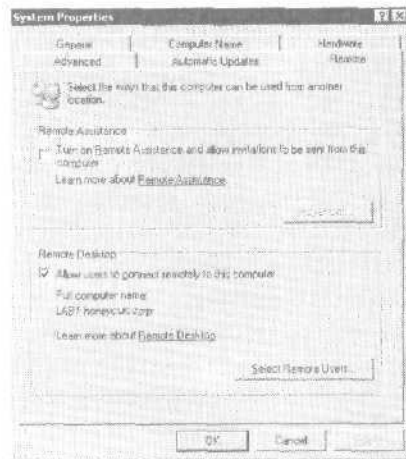 System Properties
General
Computer Name
Hardware
Advanced
Automatic Updates
Remote
Select the ways that this computer can be used from another
location.
Remote Assistance
Turn on Remote Assistance and allow invitations to be sent from this
computer
Learn more about Remote Assistance.
Advanced...
Remote Desktop
Allow users to connect remotely to this computer
Full computer name:
Learn more about Remote Desktop.
Select Remote Users...
OK
Cancel